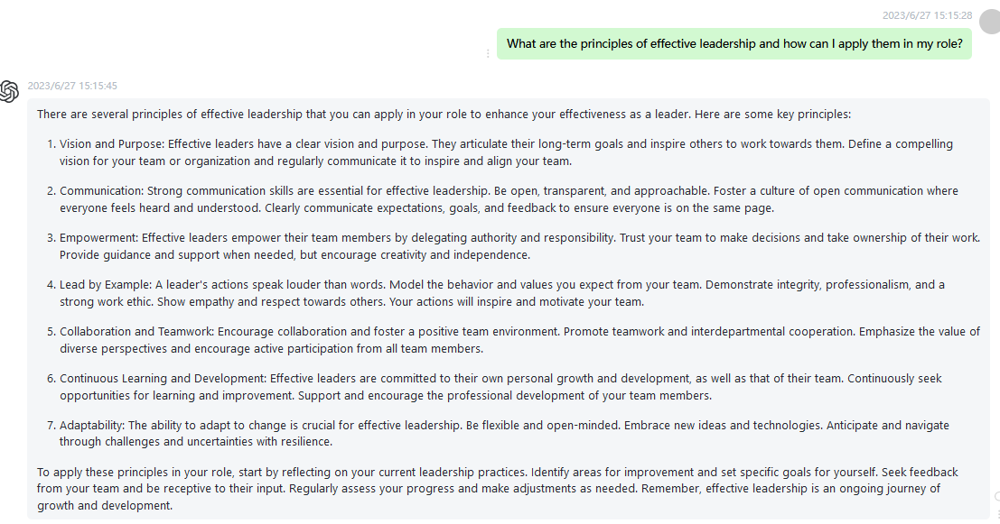 2023/6/27 15:15:28
What are the principles of effective leadership and how can I apply them in my role?
2023/6/27 15:15:45
There are several principles of effective leadership that you can apply in your role to enhance your effectiveness as a leader. Here are some key principles:
1. Vision and Purpose: Effective leaders have a clear vision and purpose. They articulate their long-term goals and inspire others to work towards them. Define a compelling
vision for your team or organization and regularly communicate it to inspire and align your team.
2. Communication: Strong communication skills are essential for effective leadership. Be open, transparent, and approachable. Foster a culture of open communication where
everyone feels heard and understood. Clearly communicate expectations, goals, and feedback to ensure everyone is on the same page.
3. Empowerment: Effective leaders empower their team members by delegating authority and responsibility. Trust your team to make decisions and take ownership of their work.
Provide guidance and support when needed, but encourage creativity and independence.
4. Lead by Example: A leader's actions speak louder than words. Model the behavior and values you expect from your team. Demonstrate integrity, professionalism, and a
strong work ethic. Show empathy and respect towards others. Your actions will inspire and motivate your team.
5. Collaboration and Teamwork: Encourage collaboration and foster a positive team environment. Promote teamwork and interdepartmental cooperation. Emphasize the value of
diverse perspectives and encourage active participation from all team members.
6. Continuous Learning and Development: Effective leaders are committed to their own personal growth and development, as well as that of their team. Continuously seek
opportunities for learning and improvement. Support and encourage the professional development of your team members.
7. Adaptability: The ability to adapt to change is crucial for effective leadership. Be flexible and open-minded. Embrace new ideas and technologies. Anticipate and navigate
through challenges and uncertainties with resilience.
To apply these principles in your role, start by reflecting on your current leadership practices. Identify areas for improvement and set specific goals for yourself. Seek feedback
from your team and be receptive to their input. Regularly assess your progress and make adjustments as needed. Remember, effective leadership is an ongoing journey of
growth and development.